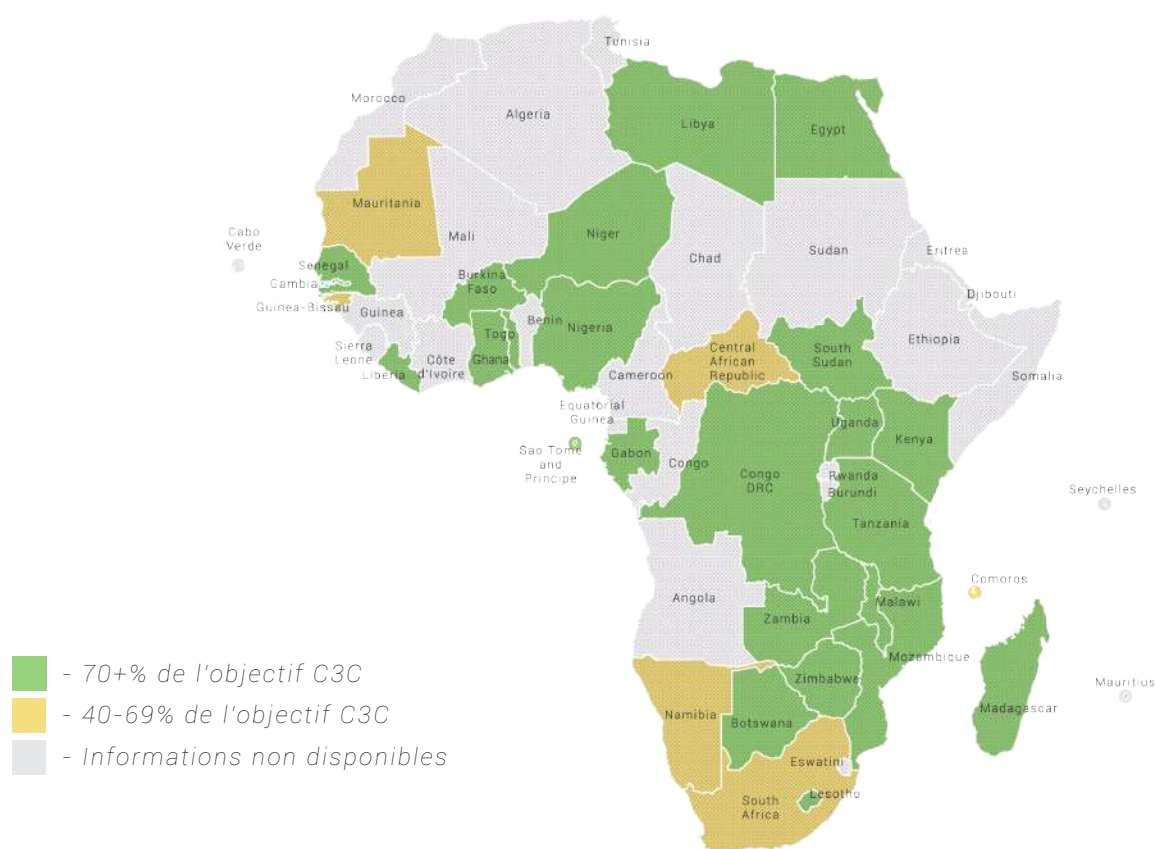 Tunisia
Morocco
Algeria
Libya
Egypt
Mauritania
Mali
Niger
Cabo
Verde
Chad
Sudan
Eritrea
Senegal
Gambia
Burkina
Faso
Djibouti
Guinea-Bissau
Guinea
Benin
Nigeria
Togo
Ethiopia
Sierra
Leone
Liberia
Côte
d'Ivoire
Ghana
Central
African
Republic
South
Sudan
Cameroon
Somalia
Equatorial
Guinea
Uganda
Kenya
Sao Tome
and
Principe
Gabon
Congo
Congo
DRC
Rwanda
Burundi
Seychelles
Tanzania
Comoros
Angola
Malawi
Zambia
Mozambique
Mauritius
Zimbabwe
Madagascar
Namibia
Botswana
Eswatini
Lesotho
South
Africa
- 70+% de l'objectif C3C
- 40-69% de l'objectif C3C
- Informations non disponibles